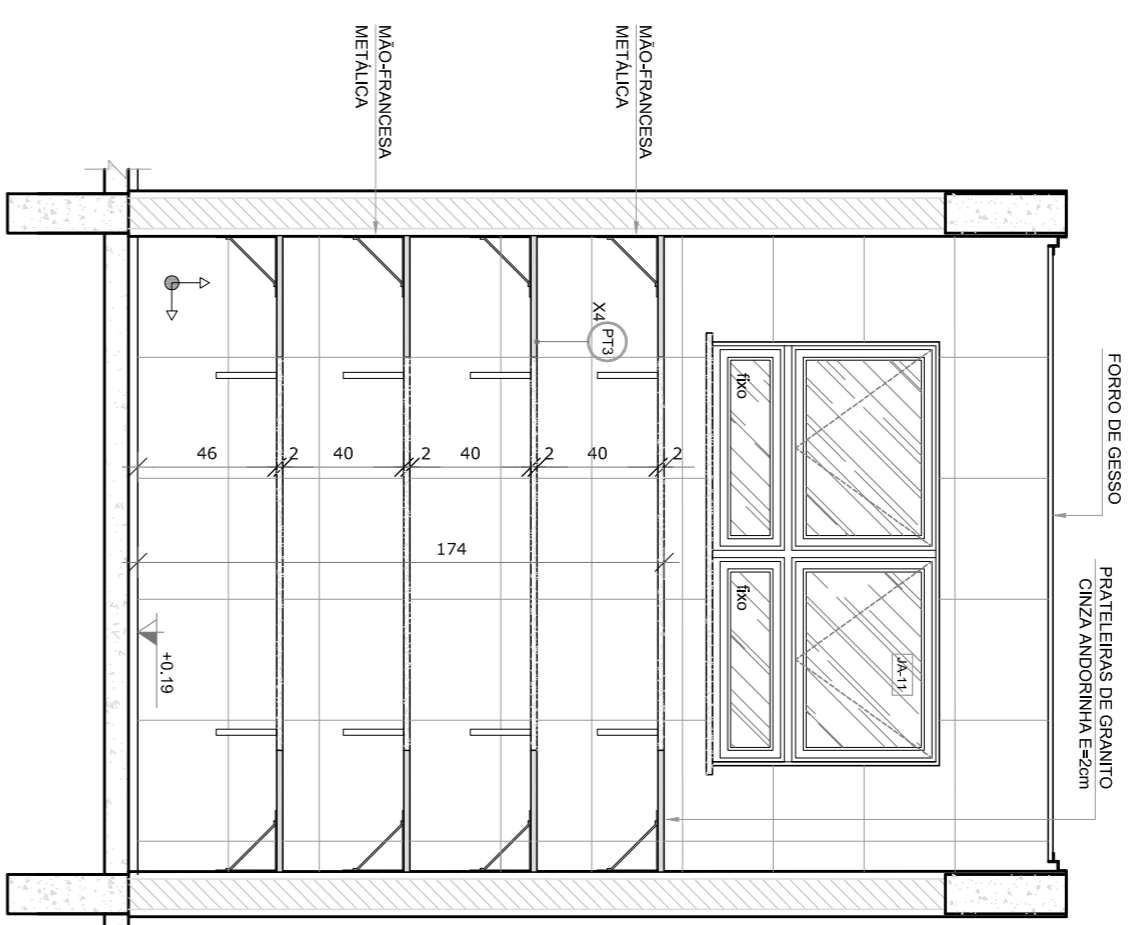 MÃO-FRANCESA
METÁLICA
MÃO-FRANCESA
METÁLICA
FORRO DE GESSO
PRATELEIRAS DE GRANITO
CINZA ANDORINHA E=2cm
PT3
X4
fixo
fixo
JA-11
46
2
40
2
40
2
40
2
174
+0.19